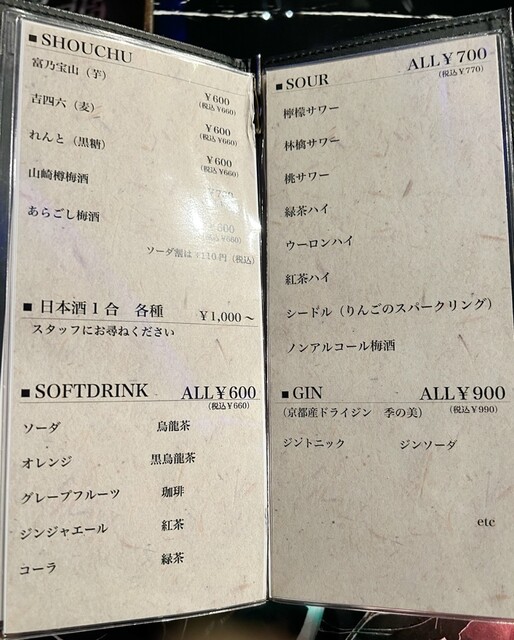 ■ SHOUCHU
富乃宝山（芋）
￥600
(税込￥660)
吉四六（麦）
￥600
(税込￥660)
れんと（黒糖）
￥600
(税込￥660)
山崎樽梅酒
あらごし梅酒
￥600
(税込￥660)
ソーダ割は +110円（税込）
■ 日本酒１合　各種　￥1,000～
スタッフにお尋ねください
■ SOFTDRINK ALL￥600
(税込￥660)
ソーダ　烏龍茶
オレンジ　黒烏龍茶
グレープフルーツ　珈琲
ジンジャエール　紅茶
コーラ　緑茶
■ SOUR ALL￥700
(税込￥770)
檸檬サワー
林檎サワー
桃サワー
緑茶ハイ
ウーロンハイ
紅茶ハイ
シードル（りんごのスパークリング）
ノンアルコール梅酒
■ GIN ALL￥900
（京都産ドライジン　季の美）　(税込￥990)
ジントニック　ジンソーダ
etc